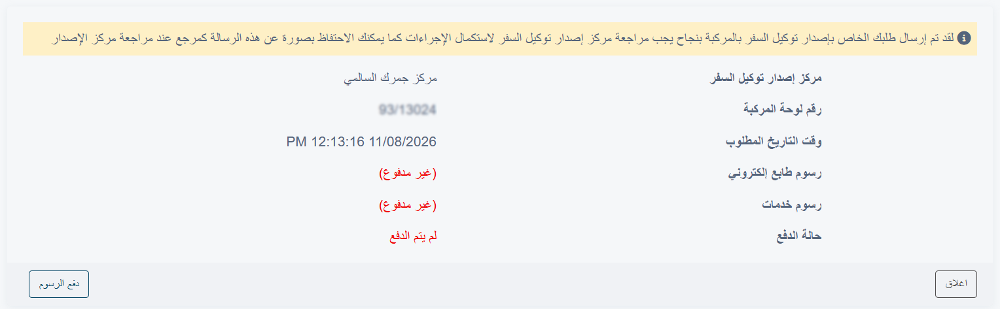 لقد تم إرسال طلبك الخاص بإصدار توكيل السفر بالمركبة بنجاح يجب مراجعة مركز إصدار توكيل السفر لاستكمال الإجراءات كما يمكنك الاحتفاظ بصورة عن هذه الرسالة كمرجع عند مراجعة مركز الإصدار
مركز إصدار توكيل السفر مركز جمرك السالمي
رقم لوحة المركبة 93/13024
وقت التاريخ المطلوب 11/08/2026 12:13:16 PM
رسوم طابع إلكتروني (غير مدفوع)
رسوم خدمات (غير مدفوع)
حالة الدفع لم يتم الدفع
اغلاق دفع الرسوم